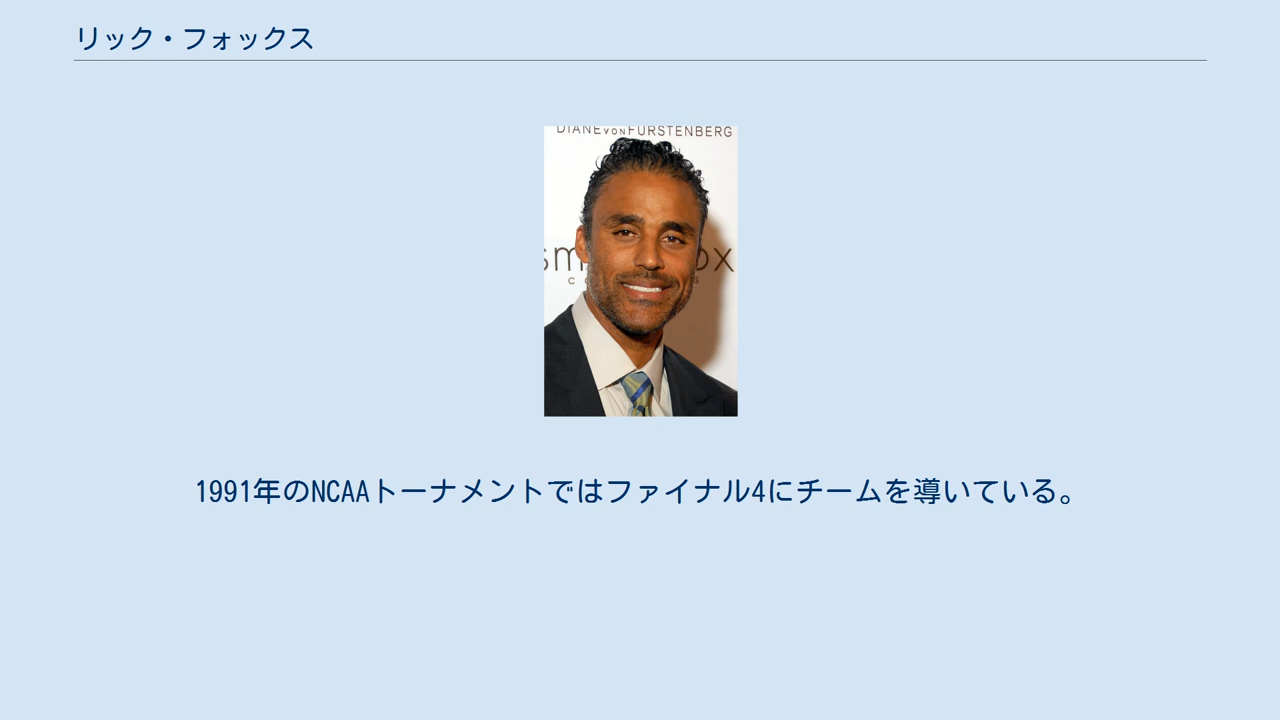 リック・フォックス
DIANE VON FURSTENBERG
sm
ox
1991年のNCAAトーナメントではファイナル4にチームを導いている。